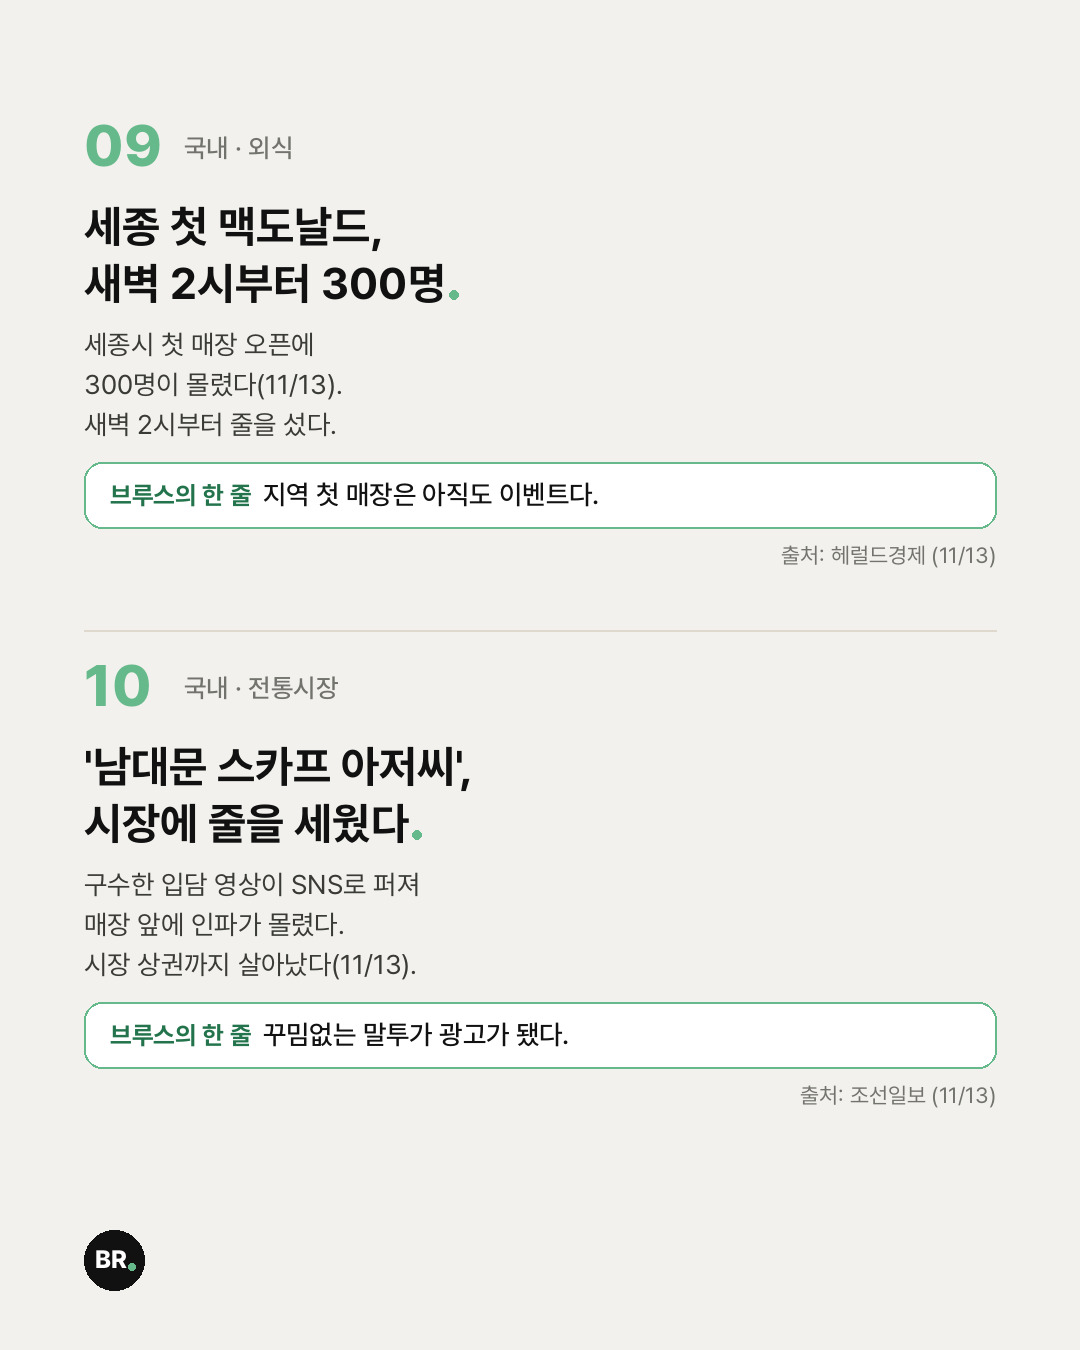 09 국내 · 외식
세종 첫 맥도날드,
새벽 2시부터 300명.
세종시 첫 매장 오픈에
300명이 몰렸다(11/13).
새벽 2시부터 줄을 섰다.
브루스의 한 줄 지역 첫 매장은 아직도 이벤트다.
출처: 헤럴드경제 (11/13)
10 국내 · 전통시장
'남대문 스카프 아저씨',
시장에 줄을 세웠다.
구수한 입담 영상이 SNS로 퍼져
매장 앞에 인파가 몰렸다.
시장 상권까지 살아났다(11/13).
브루스의 한 줄 꾸밈없는 말투가 광고가 됐다.
출처: 조선일보 (11/13)
BR.